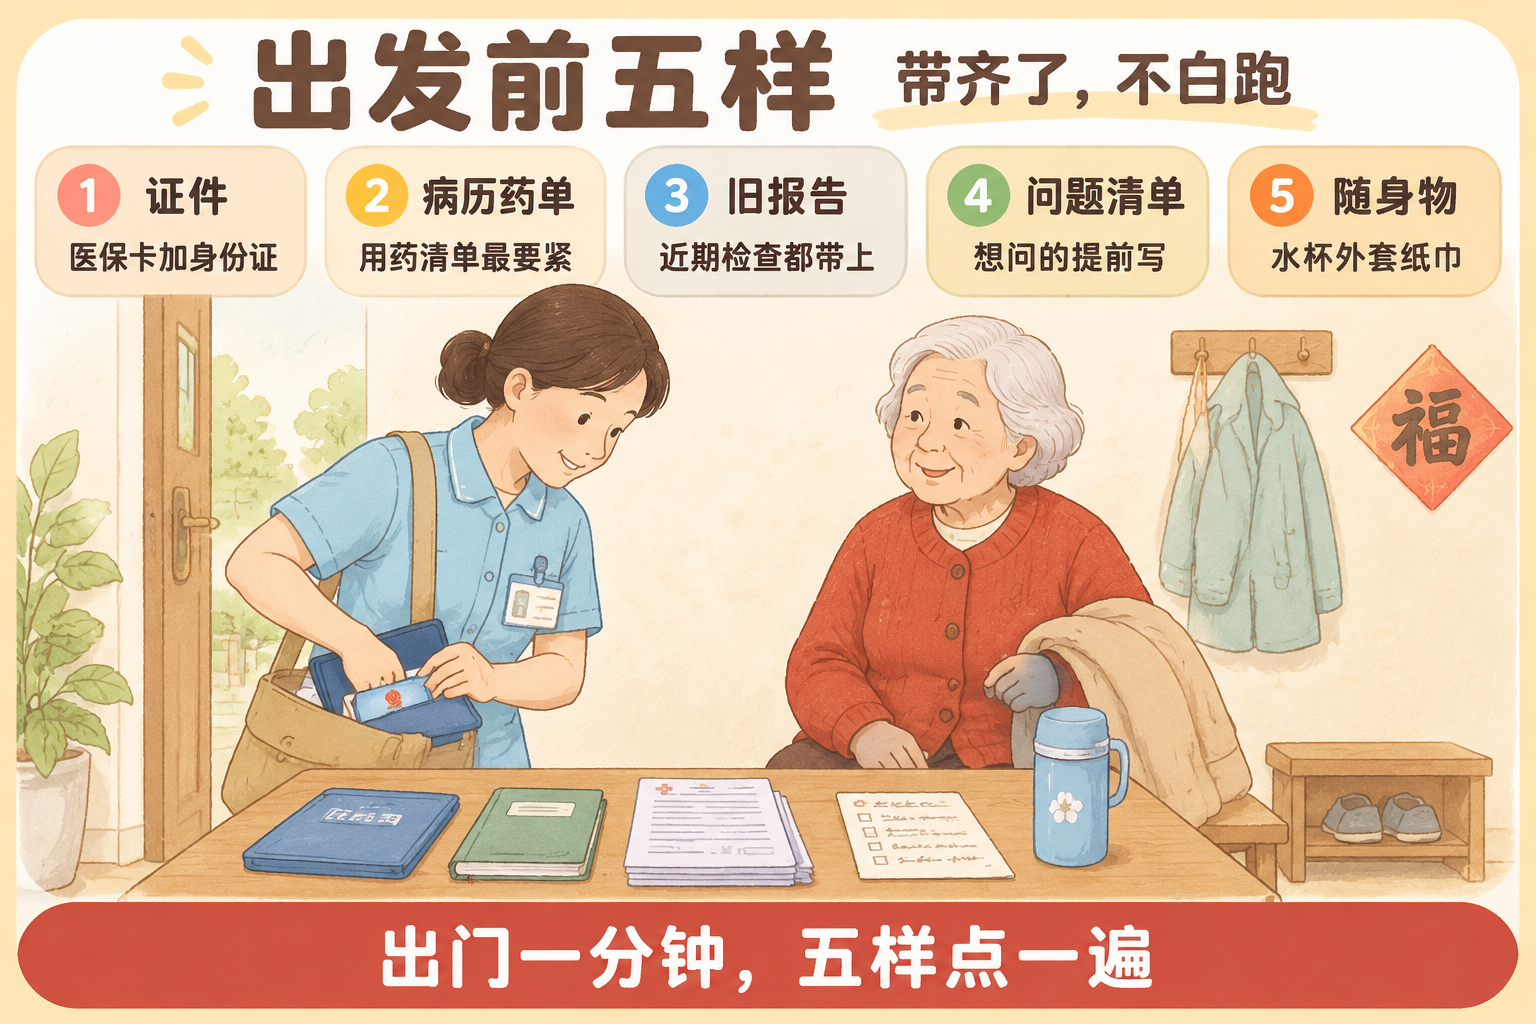 出发前五样
带齐了，不白跑
1 证件
医保卡加身份证
2 病历药单
用药清单最要紧
3 旧报告
近期检查都带上
4 问题清单
想问的提前写
5 随身物
水杯外套纸巾
福
出门一分钟，五样点一遍